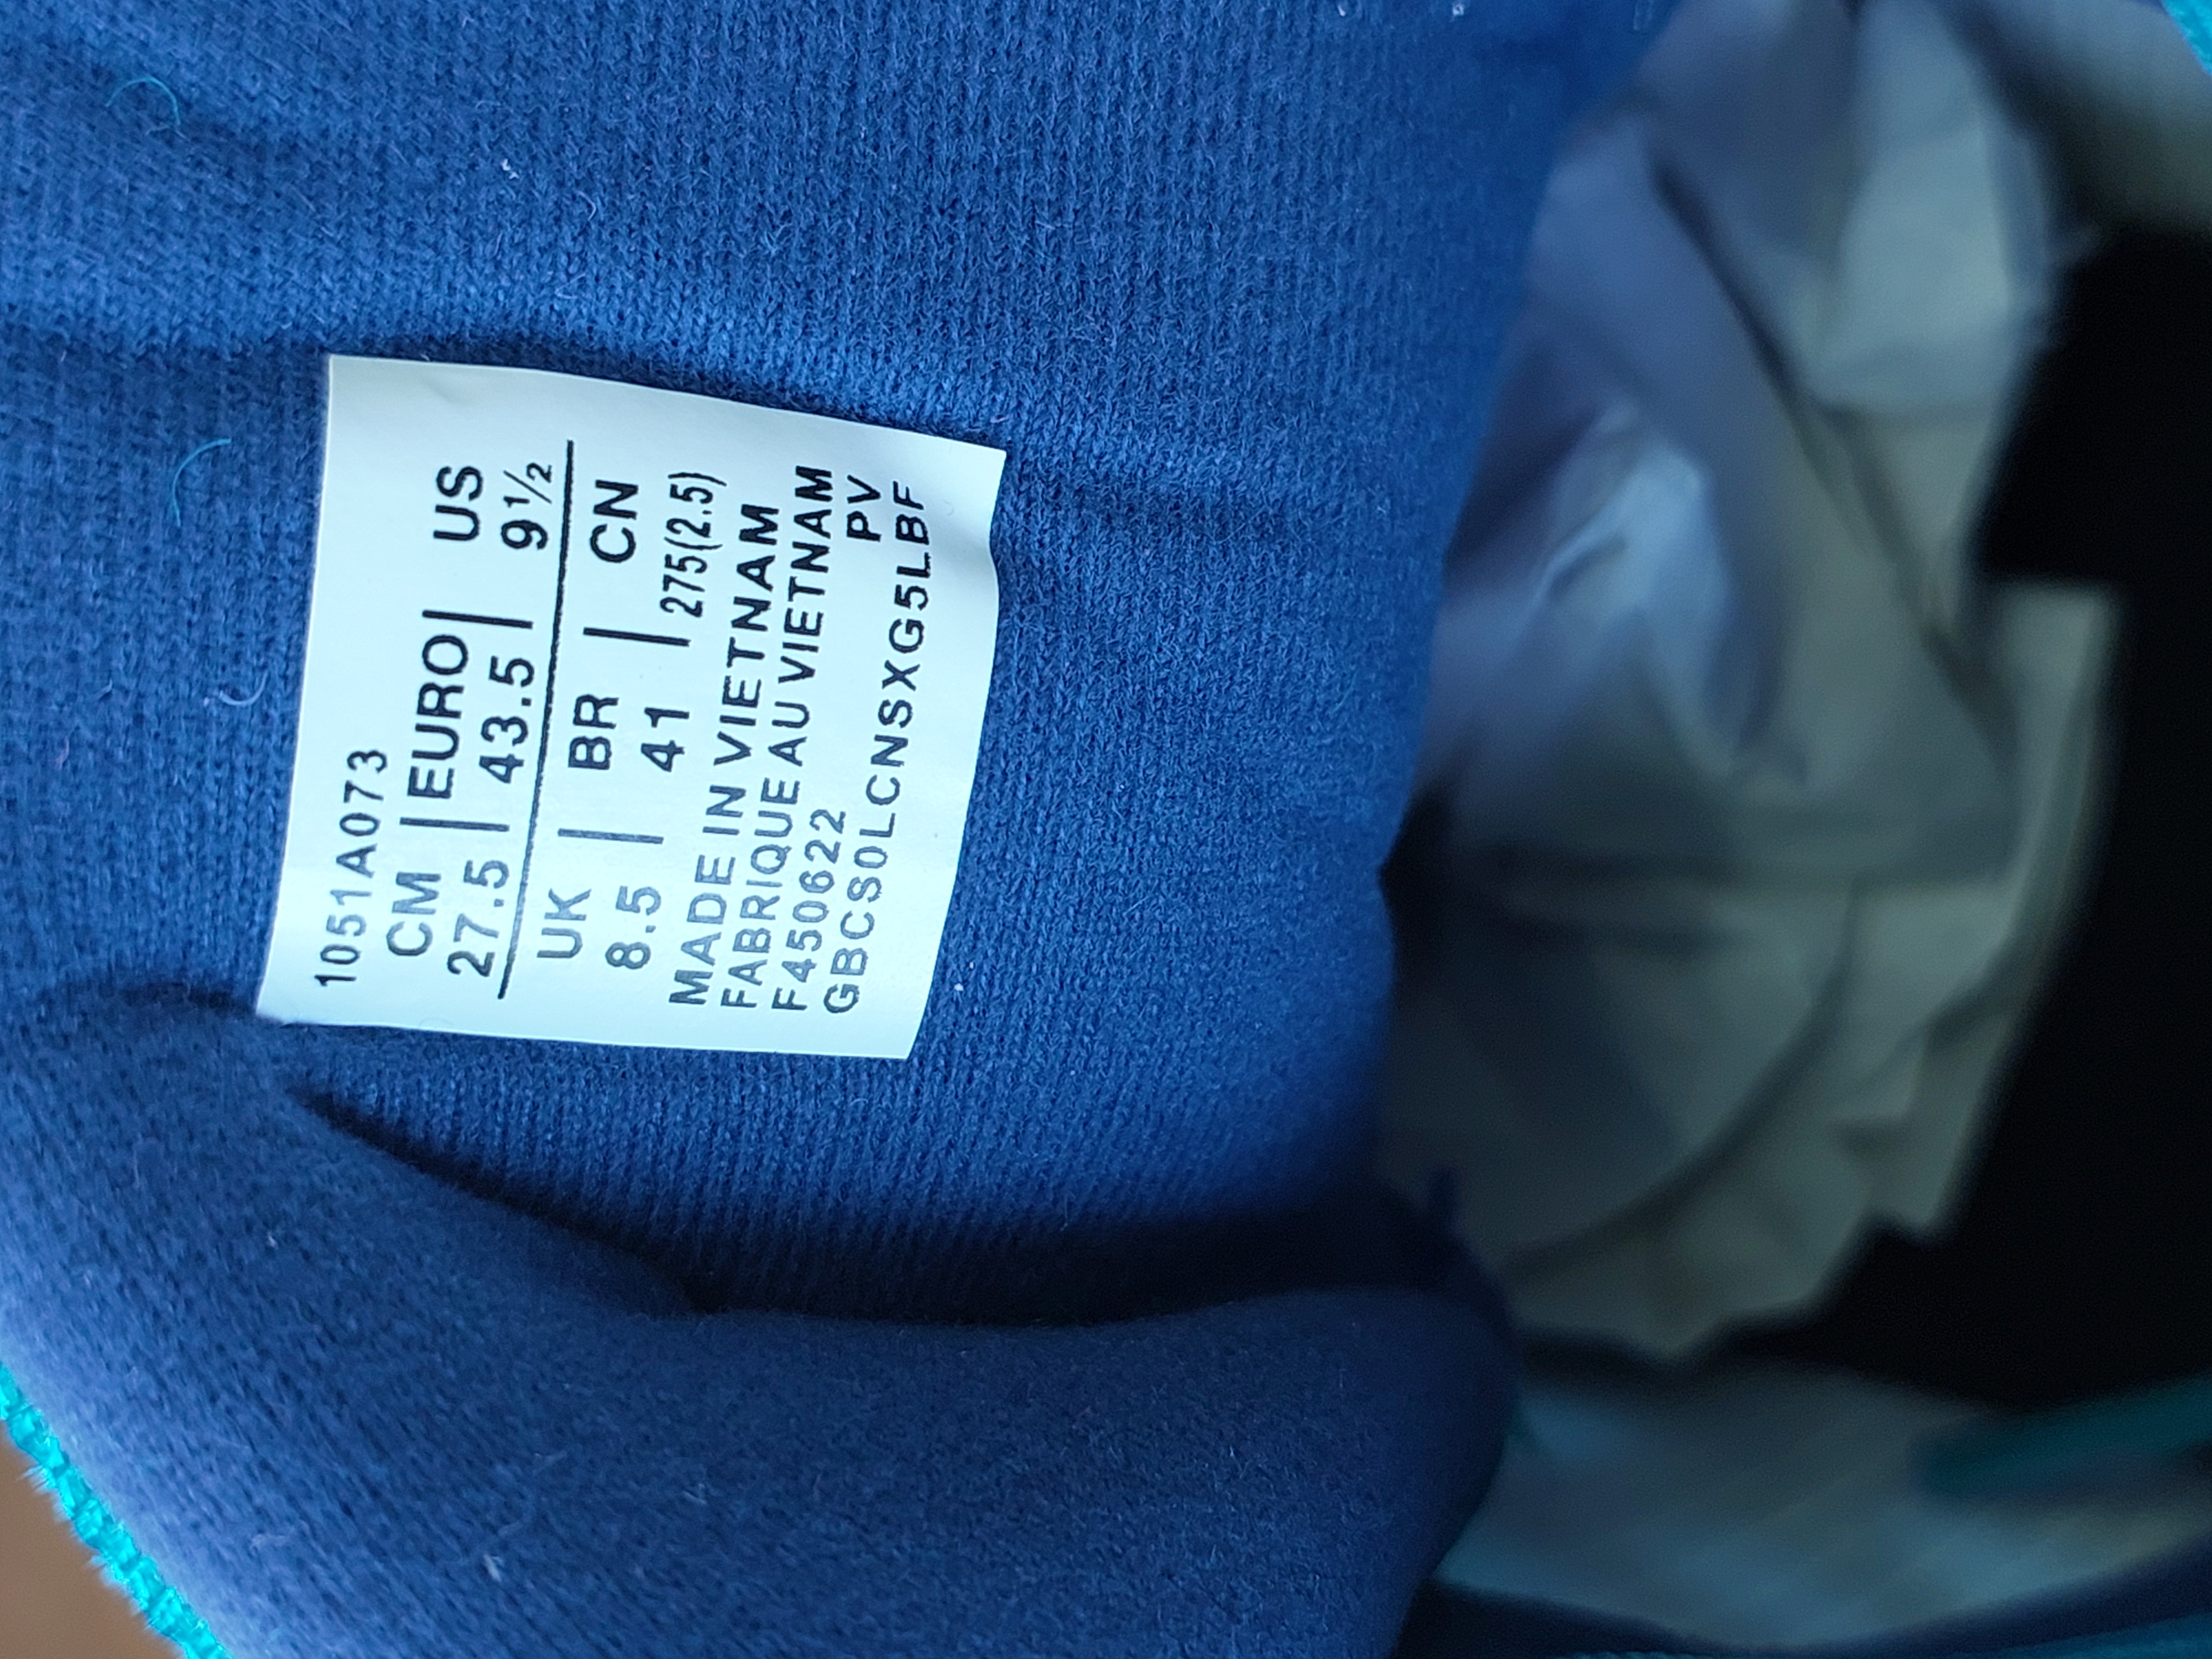 1051A073
CM | EURO | US
27.5 | 43.5 | 9½
UK | BR | CN
8.5 | 41 | 275(2.5)
MADE IN VIETNAM
FABRIQUE AU VIETNAM
F450622 PV
GBCS0LCNSXG5LBF